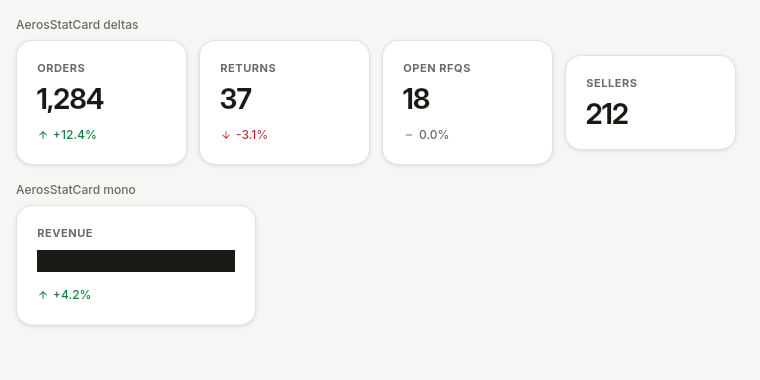 AerosStatCard deltas
ORDERS
1,284
↑ +12.4%
RETURNS
37
↓ -3.1%
OPEN RFQS
18
– 0.0%
SELLERS
212
AerosStatCard mono
REVENUE
↑ +4.2%